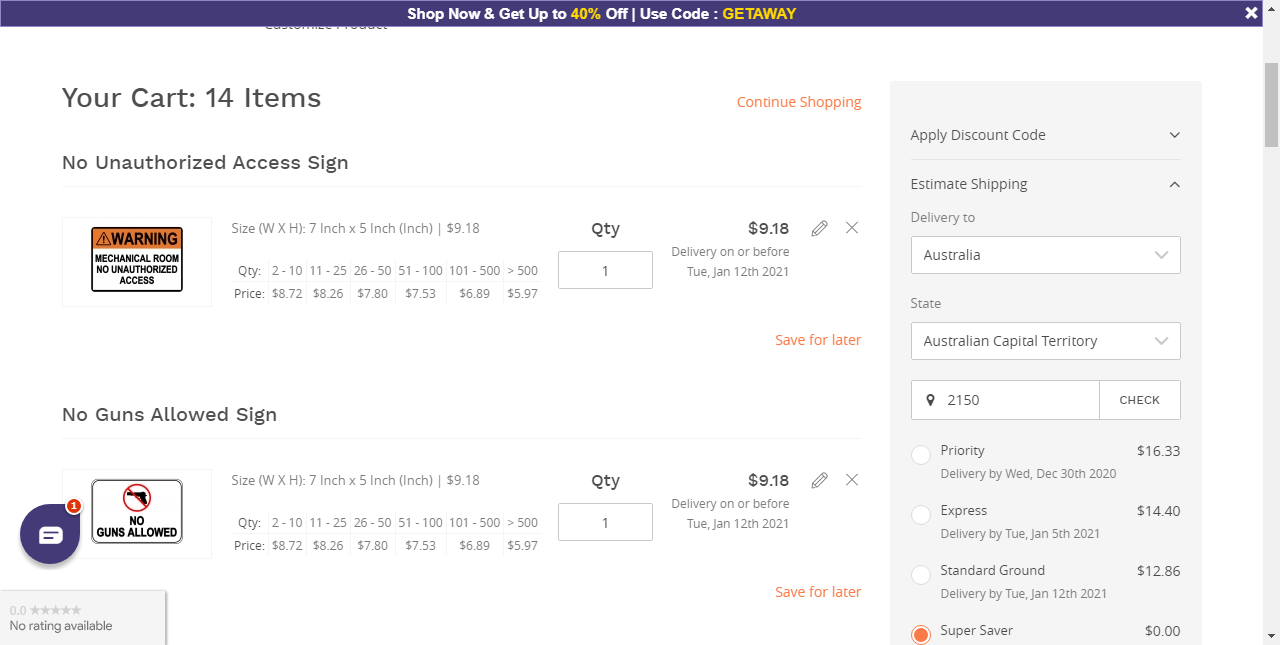 Shop Now & Get Up to 40% Off | Use Code : GETAWAY
Customize Product
Your Cart: 14 Items
Continue Shopping
No Unauthorized Access Sign
WARNING
MECHANICAL ROOM
NO UNAUTHORIZED
ACCESS
Size (W X H): 7 Inch x 5 Inch (Inch) | $9.18
Qty: 2 - 10 11 - 25 26 - 50 51 - 100 101 - 500 > 500
Price: $8.72 $8.26 $7.80 $7.53 $6.89 $5.97
Qty
1
$9.18
Delivery on or before
Tue, Jan 12th 2021
Save for later
No Guns Allowed Sign
NO
GUNS ALLOWED
Size (W X H): 7 Inch x 5 Inch (Inch) | $9.18
Qty: 2 - 10 11 - 25 26 - 50 51 - 100 101 - 500 > 500
Price: $8.72 $8.26 $7.80 $7.53 $6.89 $5.97
Qty
1
$9.18
Delivery on or before
Tue, Jan 12th 2021
Save for later
1
0.0
No rating available
Apply Discount Code
Estimate Shipping
Delivery to
Australia
State
Australian Capital Territory
2150
CHECK
Priority $16.33
Delivery by Wed, Dec 30th 2020
Express $14.40
Delivery by Tue, Jan 5th 2021
Standard Ground $12.86
Delivery by Tue, Jan 12th 2021
Super Saver $0.00